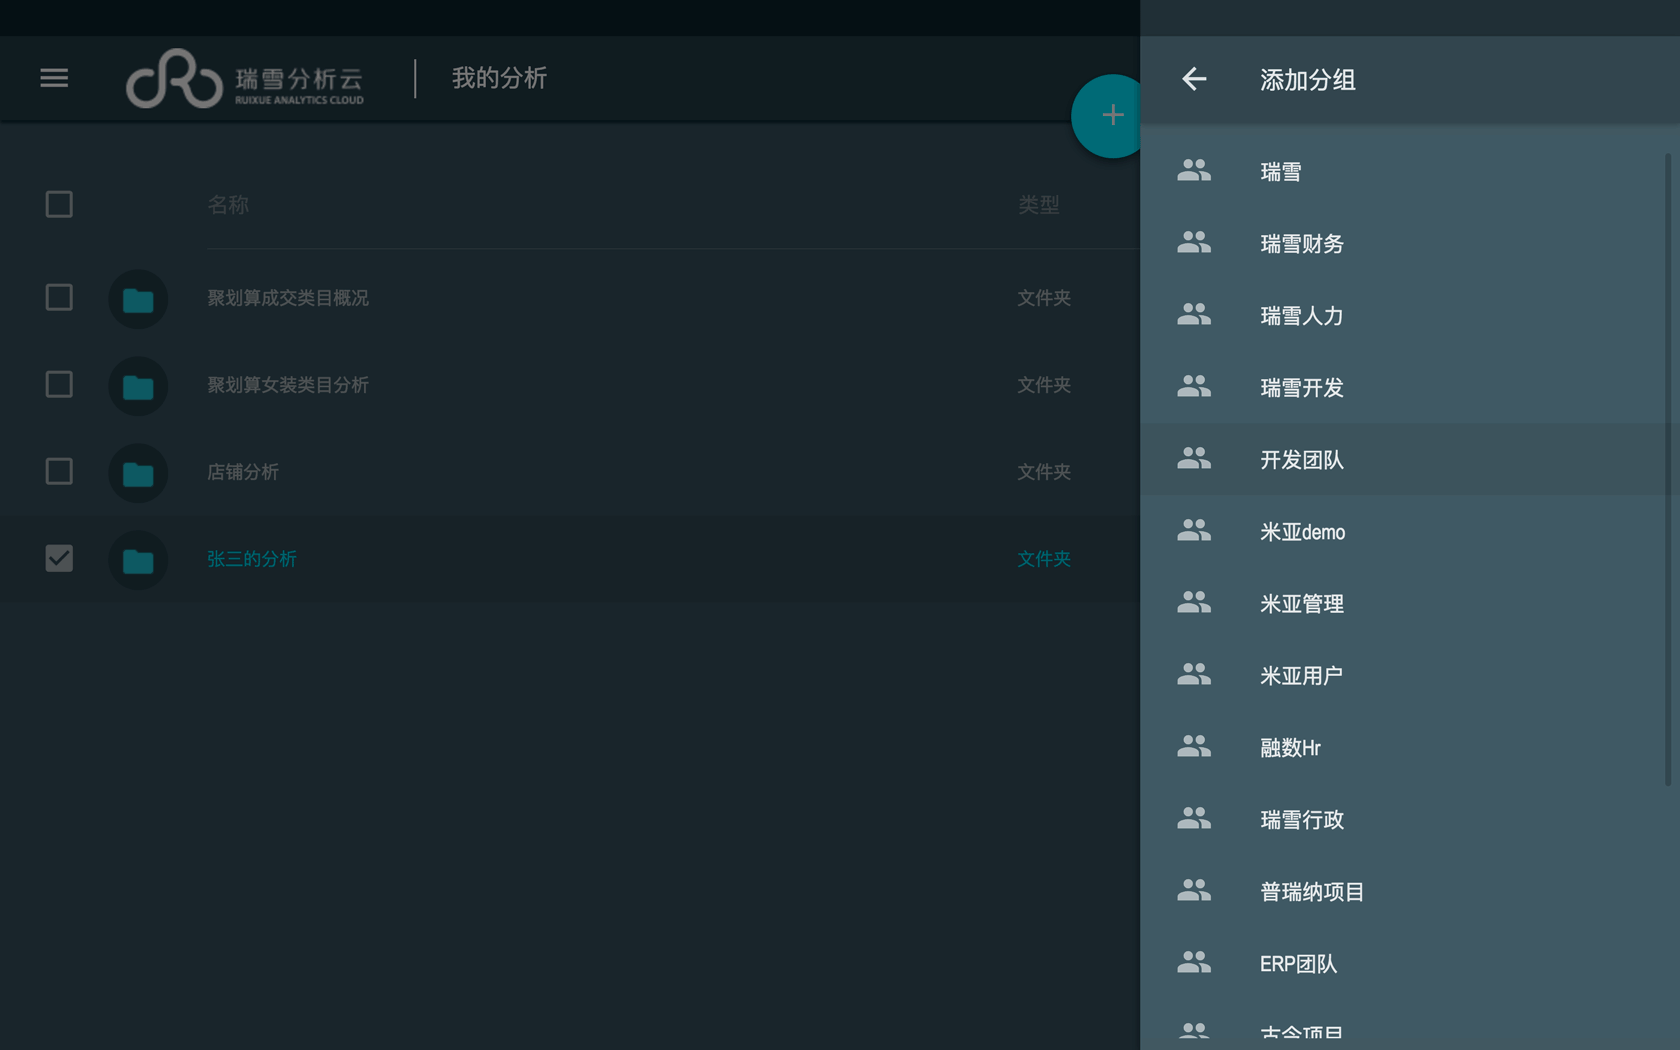 瑞雪分析云
RUIXUE ANALYTICS CLOUD
我的分析
名称 类型
聚划算成交类目概况 文件夹
聚划算女装类目分析 文件夹
店铺分析 文件夹
张三的分析 文件夹
添加分组
瑞雪
瑞雪财务
瑞雪人力
瑞雪开发
开发团队
米亚demo
米亚管理
米亚用户
融数Hr
瑞雪行政
普瑞纳项目
ERP团队
古今项目